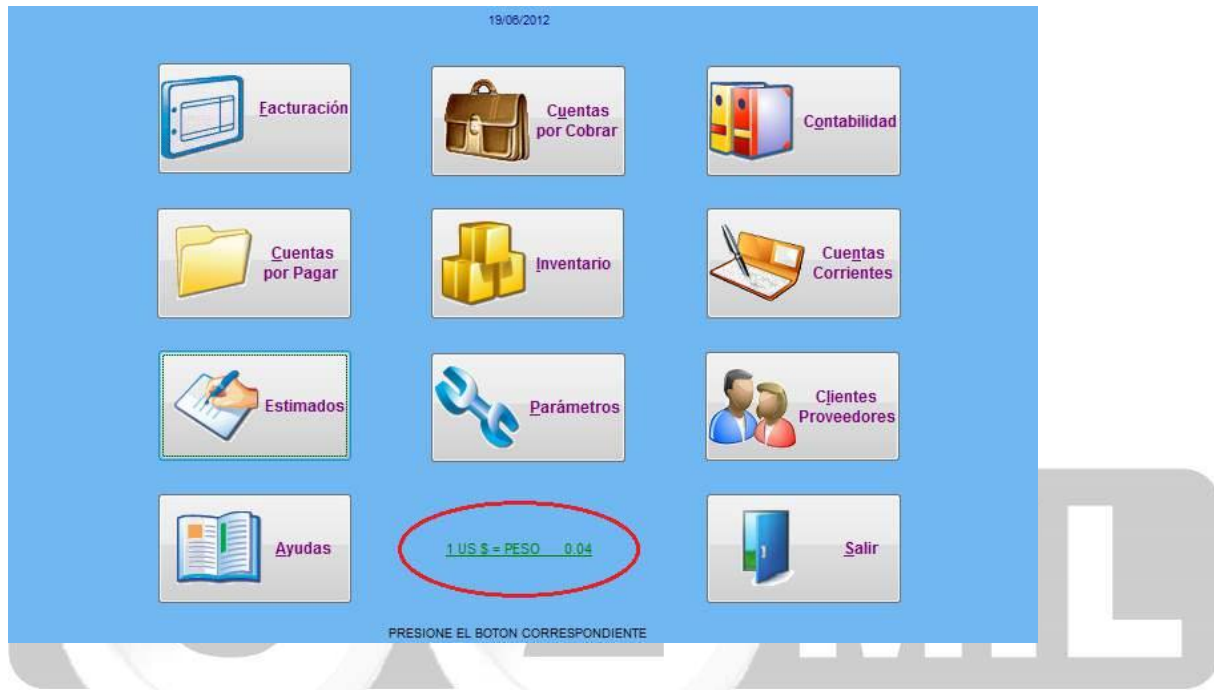 19/06/2012
Facturación
Cuentas
por Cobrar
Contabilidad
Cuentas
por Pagar
Inventario
Cuentas
Corrientes
Estimados
Parámetros
Clientes
Proveedores
Ayudas
1 US $ = PESO 0.04
Salir
PRESIONE EL BOTON CORRESPONDIENTE